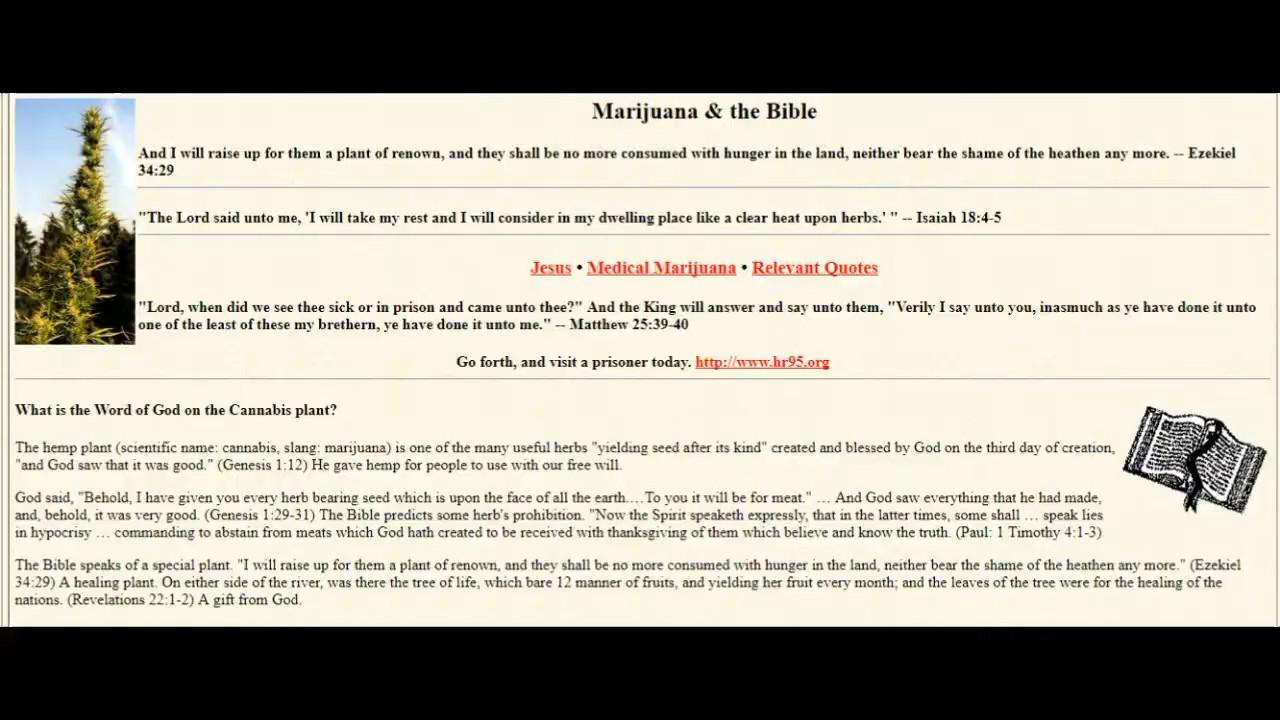 Marijuana & the Bible
And I will raise up for them a plant of renown, and they shall be no more consumed with hunger in the land, neither bear the shame of the heathen any more. -- Ezekiel
34:29
"The Lord said unto me, 'I will take my rest and I will consider in my dwelling place like a clear heat upon herbs.' " -- Isaiah 18:4-5
Jesus • Medical Marijuana • Relevant Quotes
"Lord, when did we see thee sick or in prison and came unto thee?" And the King will answer and say unto them, "Verily I say unto you, inasmuch as ye have done it unto
one of the least of these my brethern, ye have done it unto me." -- Matthew 25:39-40
Go forth, and visit a prisoner today. http://www.hr95.org
What is the Word of God on the Cannabis plant?
The hemp plant (scientific name: cannabis, slang: marijuana) is one of the many useful herbs "yielding seed after its kind" created and blessed by God on the third day of creation,
"and God saw that it was good." (Genesis 1:12) He gave hemp for people to use with our free will.
God said, "Behold, I have given you every herb bearing seed which is upon the face of all the earth....To you it will be for meat." ... And God saw everything that he had made,
and, behold, it was very good. (Genesis 1:29-31) The Bible predicts some herb's prohibition. "Now the Spirit speaketh expressly, that in the latter times, some shall ... speak lies
in hypocrisy ... commanding to abstain from meats which God hath created to be received with thanksgiving of them which believe and know the truth. (Paul: 1 Timothy 4:1-3)
The Bible speaks of a special plant. "I will raise up for them a plant of renown, and they shall be no more consumed with hunger in the land, neither bear the shame of the heathen any more." (Ezekiel
34:29) A healing plant. On either side of the river, was there the tree of life, which bare 12 manner of fruits, and yielding her fruit every month; and the leaves of the tree were for the healing of the
nations. (Revelations 22:1-2) A gift from God.